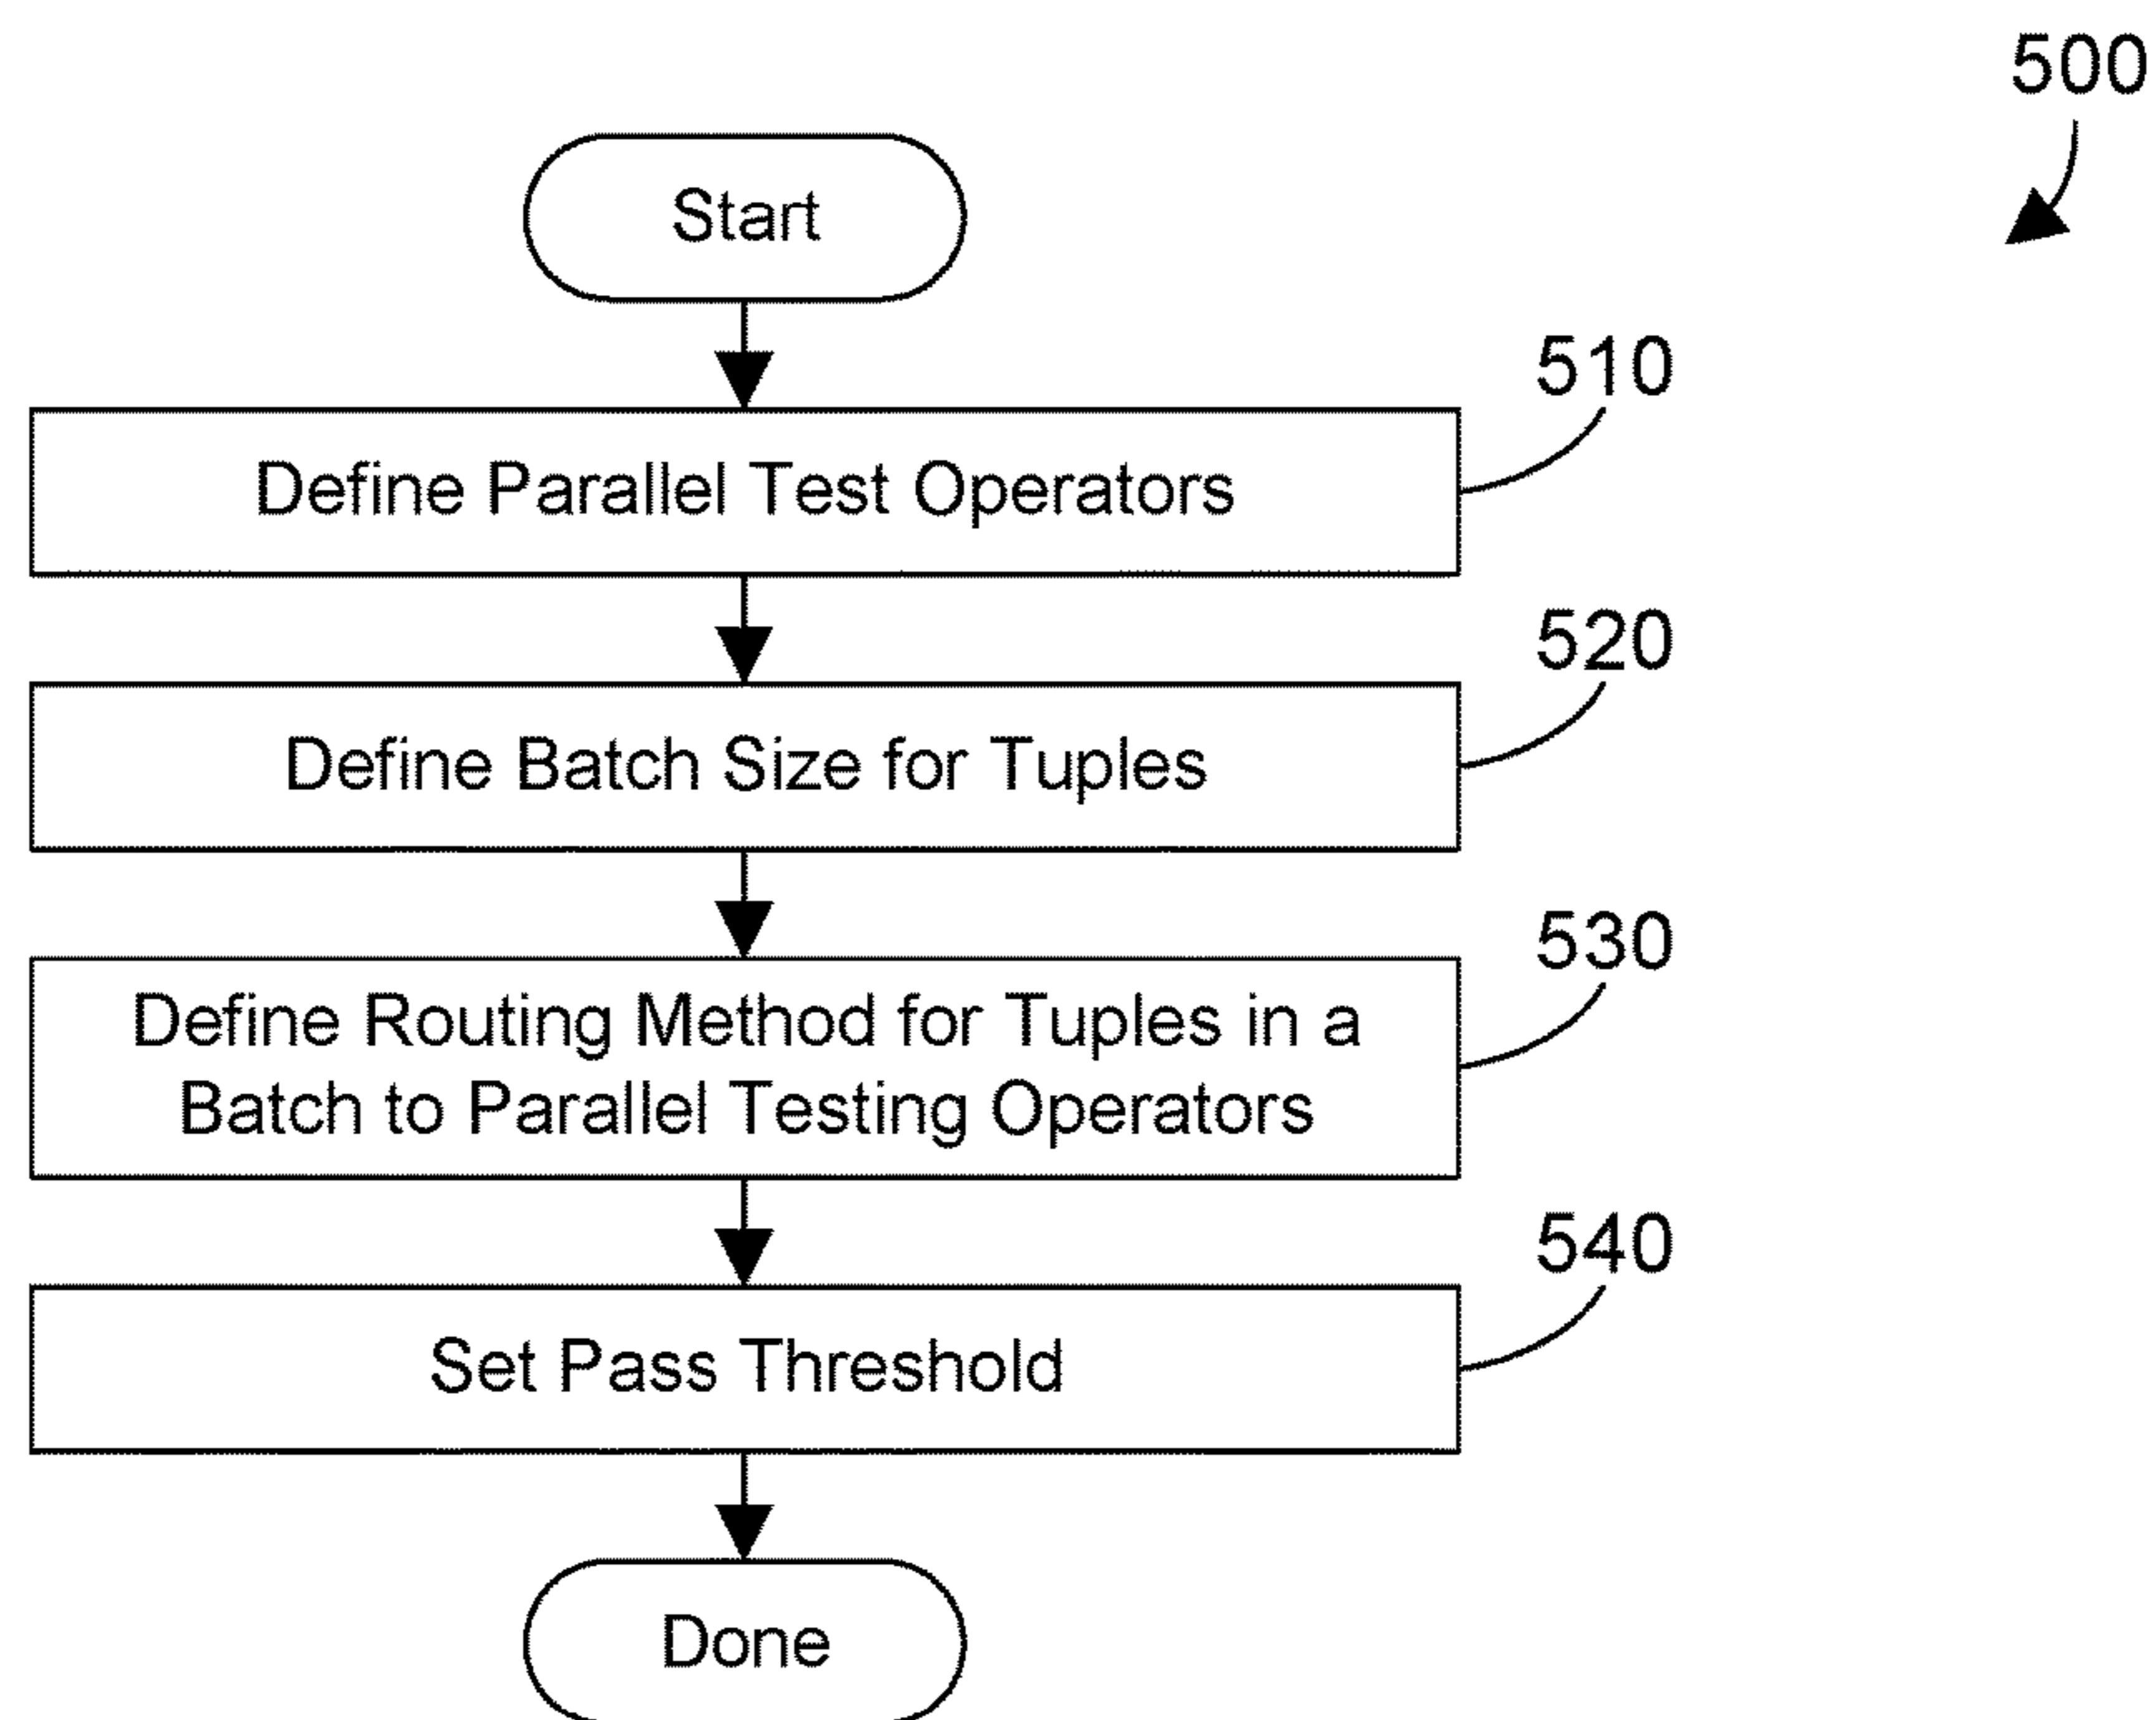 500
Start
510
Define Parallel Test Operators
520
Define Batch Size for Tuples
530
Define Routing Method for Tuples in a
Batch to Parallel Testing Operators
540
Set Pass Threshold
Done